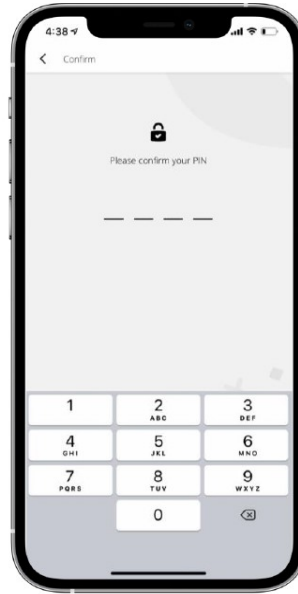 4:38
Confirm
Please confirm your PIN
1 2 3
ABC DEF
4 5 6
GHI JKL MNO
7 8 9
PQRS TUV WXYZ
0